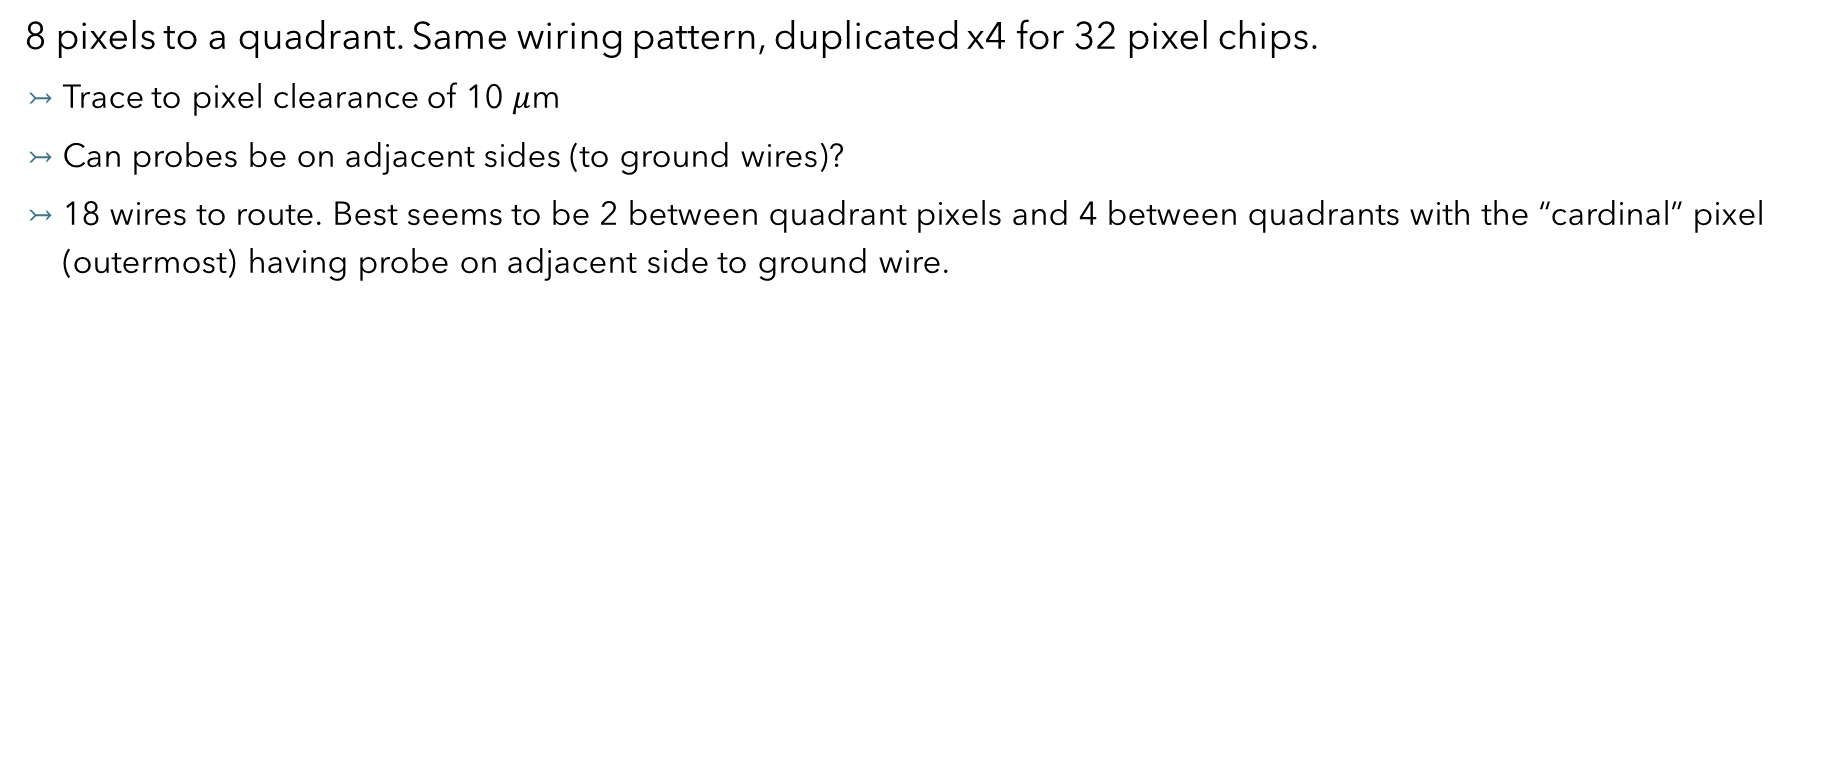 8 pixels to a quadrant. Same wiring pattern, duplicated x4 for 32 pixel chips.
↣ Trace to pixel clearance of 10 𝜇m
↣ Can probes be on adjacent sides (to ground wires)?
↣ 18 wires to route. Best seems to be 2 between quadrant pixels and 4 between quadrants with the “cardinal” pixel
(outermost) having probe on adjacent side to ground wire.